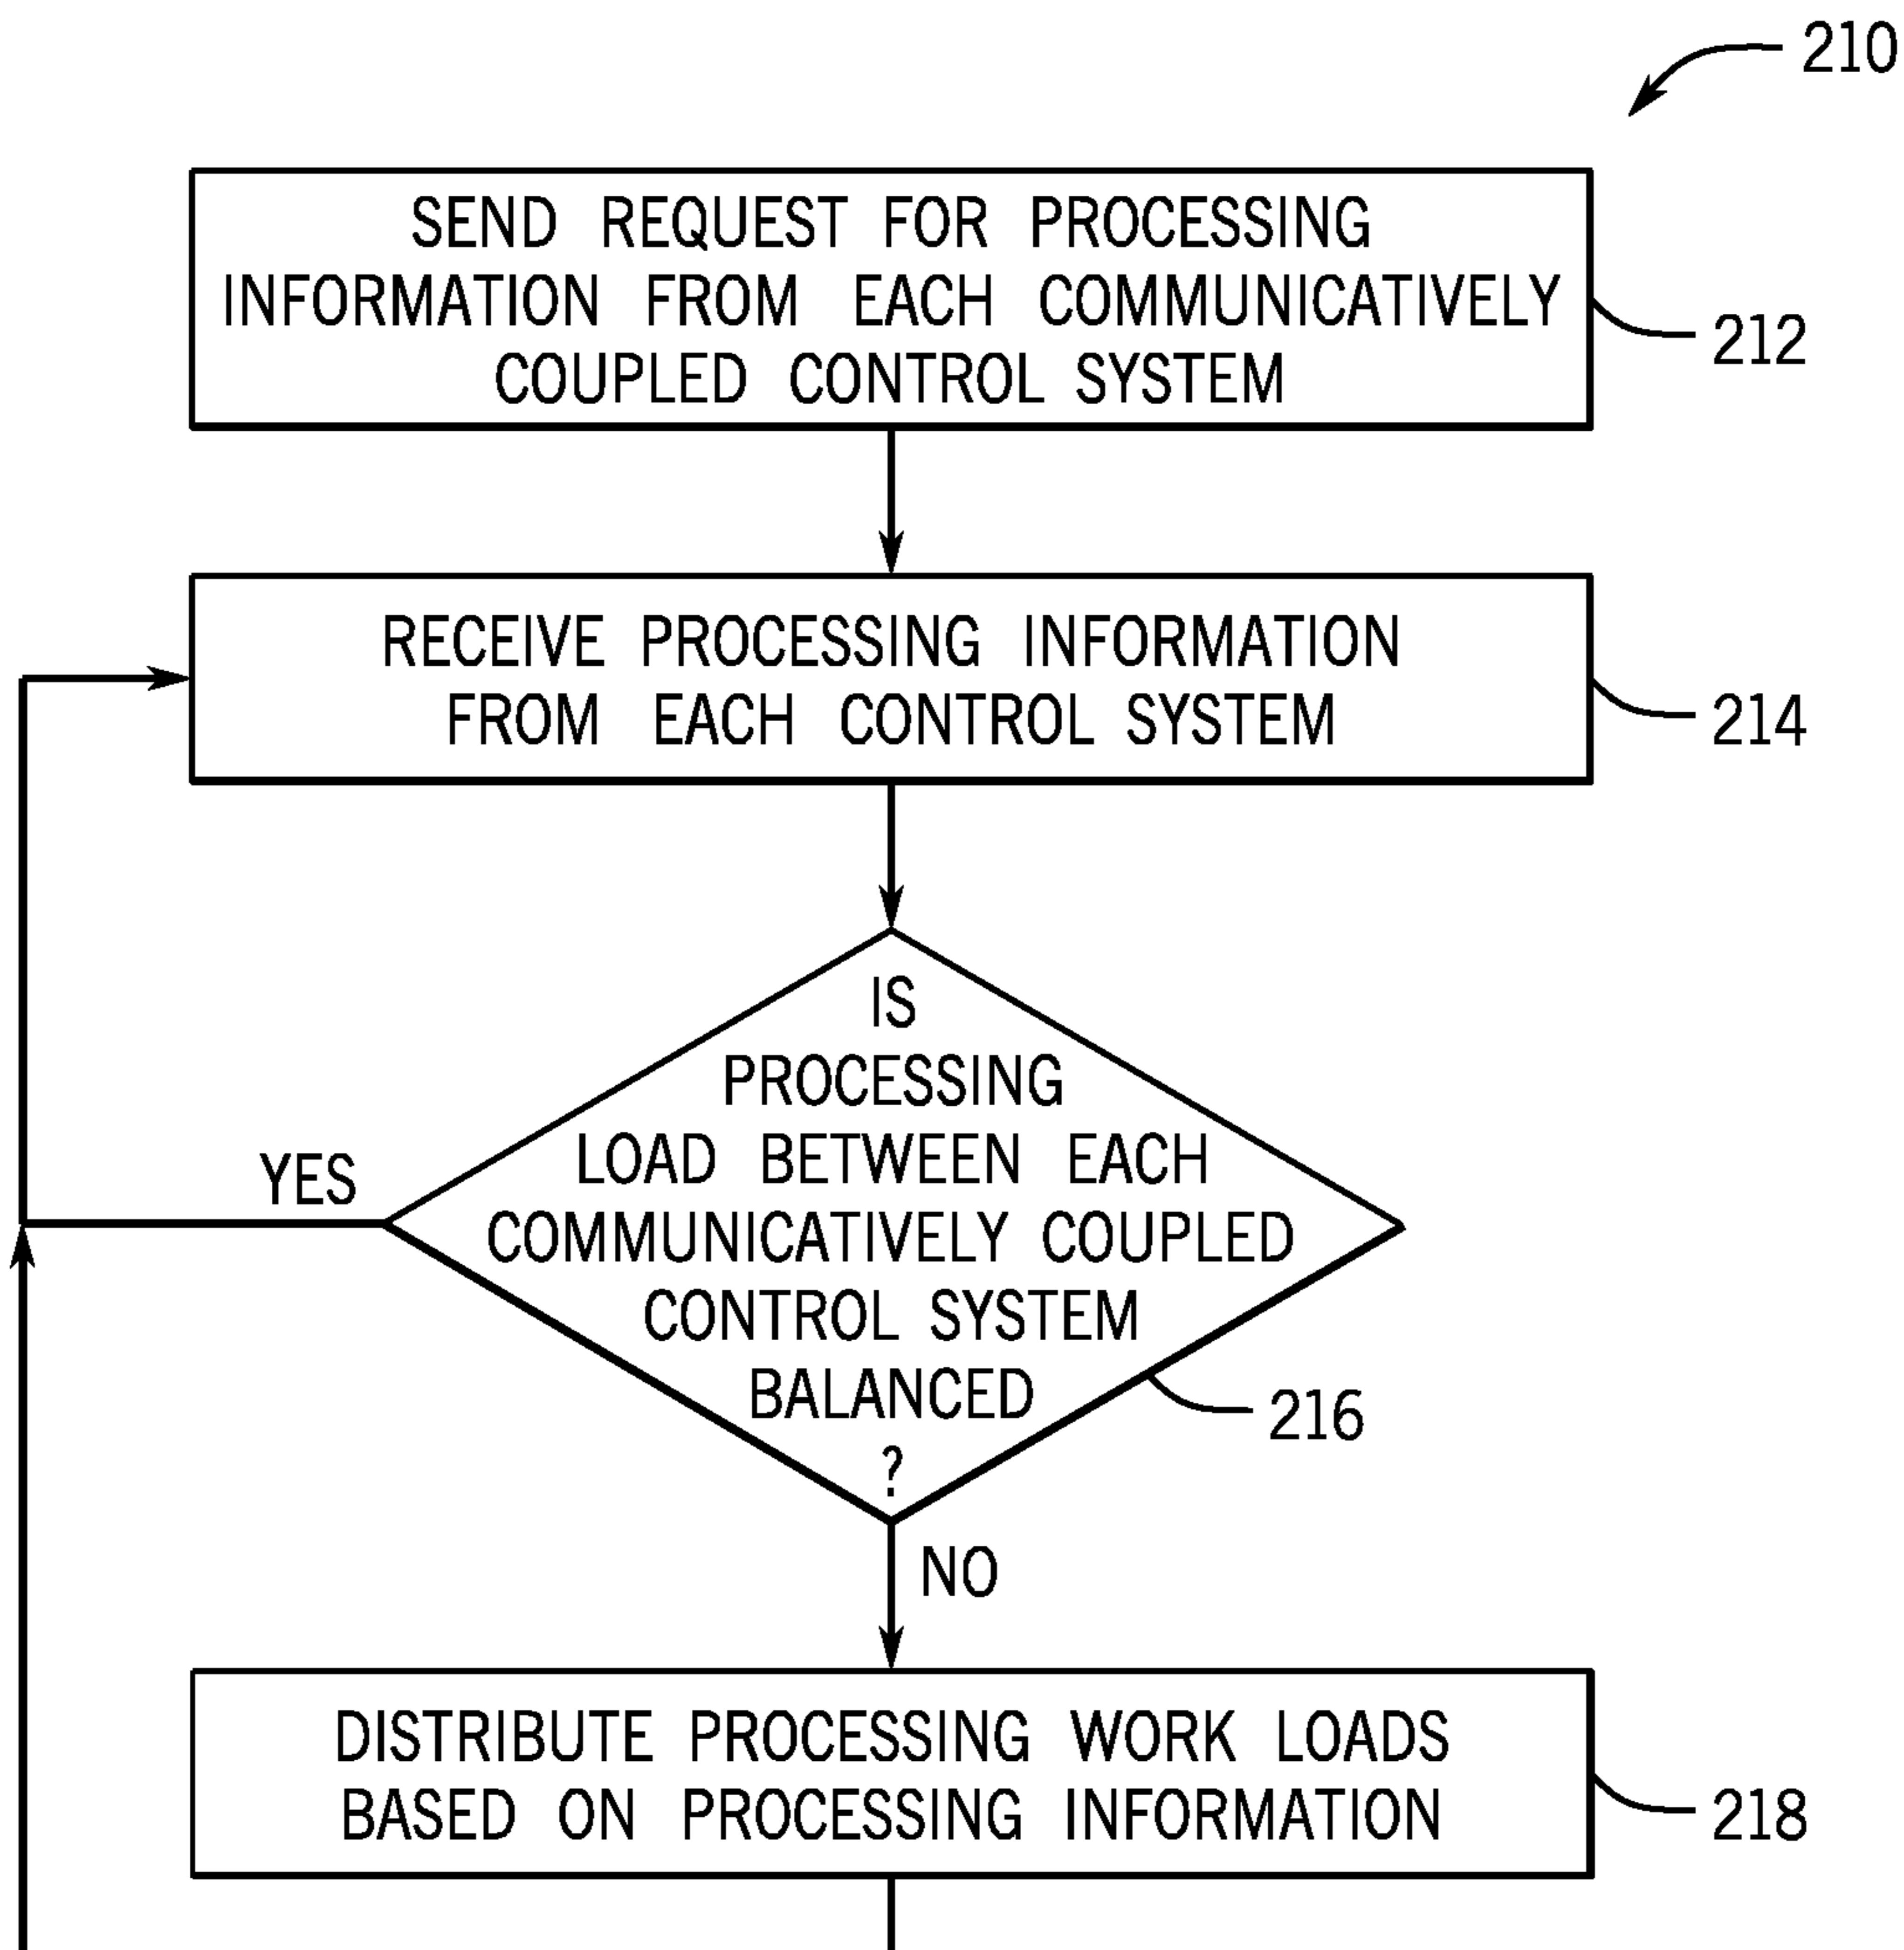 210
SEND REQUEST FOR PROCESSING
INFORMATION FROM EACH COMMUNICATIVELY
COUPLED CONTROL SYSTEM
212
RECEIVE PROCESSING INFORMATION
FROM EACH CONTROL SYSTEM
214
IS
PROCESSING
LOAD BETWEEN EACH
COMMUNICATIVELY COUPLED
CONTROL SYSTEM
BALANCED
?
YES
216
NO
DISTRIBUTE PROCESSING WORK LOADS
BASED ON PROCESSING INFORMATION
218